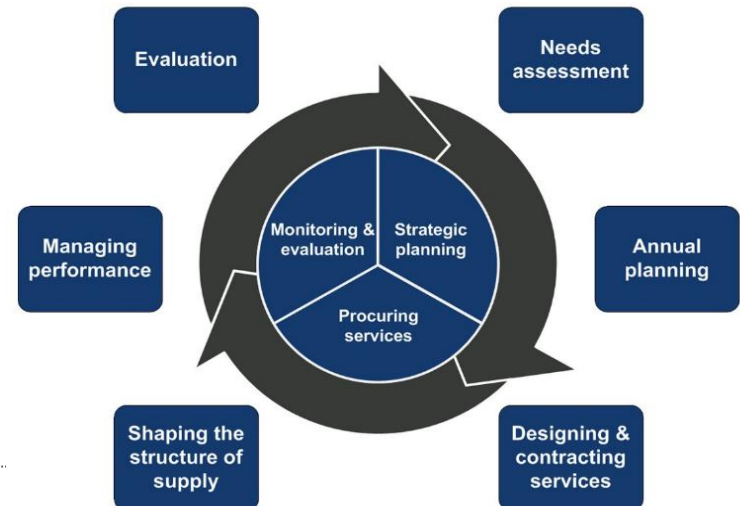 Evaluation
Needs
assessment
Monitoring &
evaluation
Strategic
planning
Managing
performance
Annual
planning
Procuring
services
Shaping the
structure of
supply
Designing &
contracting
services